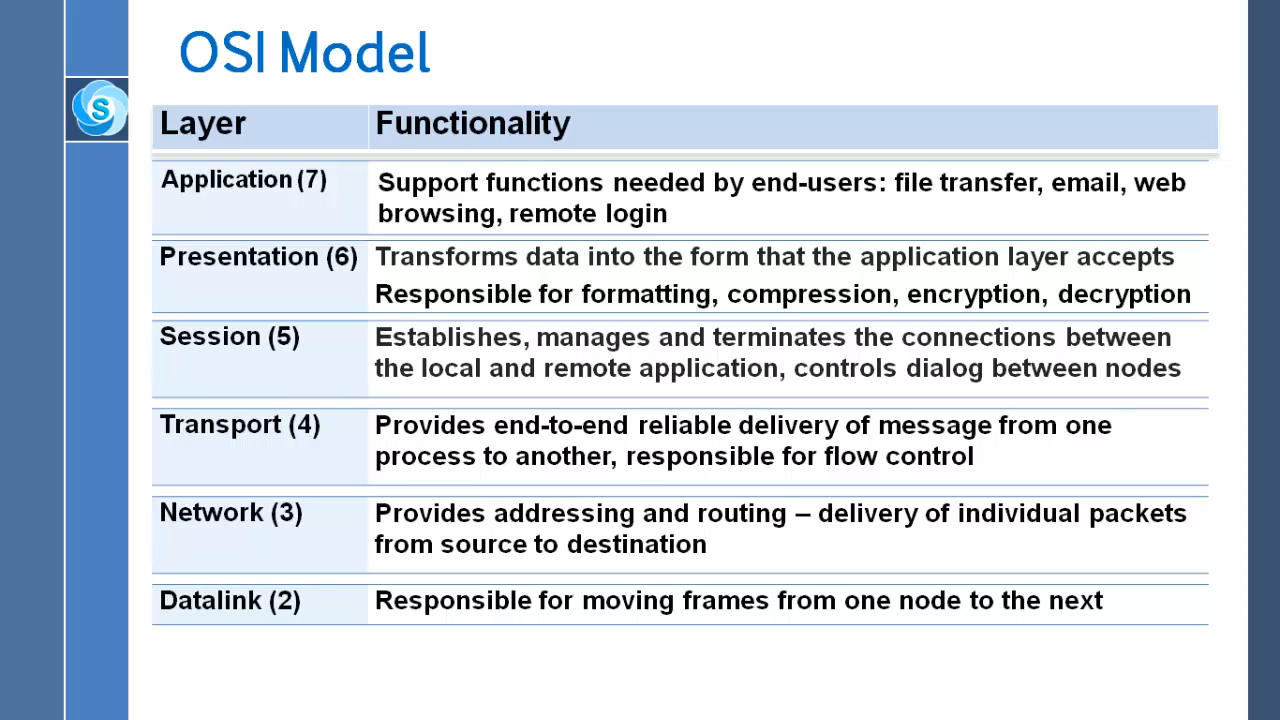 OSI Model
S
Layer Functionality
Application (7) Support functions needed by end-users: file transfer, email, web
browsing, remote login
Presentation (6) Transforms data into the form that the application layer accepts
Responsible for formatting, compression, encryption, decryption
Session (5) Establishes, manages and terminates the connections between
the local and remote application, controls dialog between nodes
Transport (4) Provides end-to-end reliable delivery of message from one
process to another, responsible for flow control
Network (3) Provides addressing and routing – delivery of individual packets
from source to destination
Datalink (2) Responsible for moving frames from one node to the next